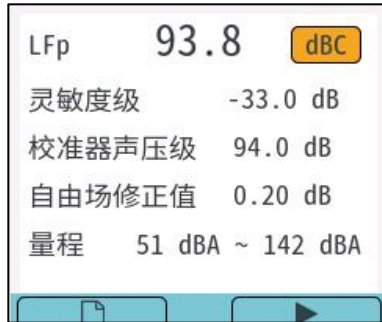 LFp 93.8 dBC
灵敏度级 -33.0 dB
校准器声压级 94.0 dB
自由场修正值 0.20 dB
量程 51 dBA ~ 142 dBA